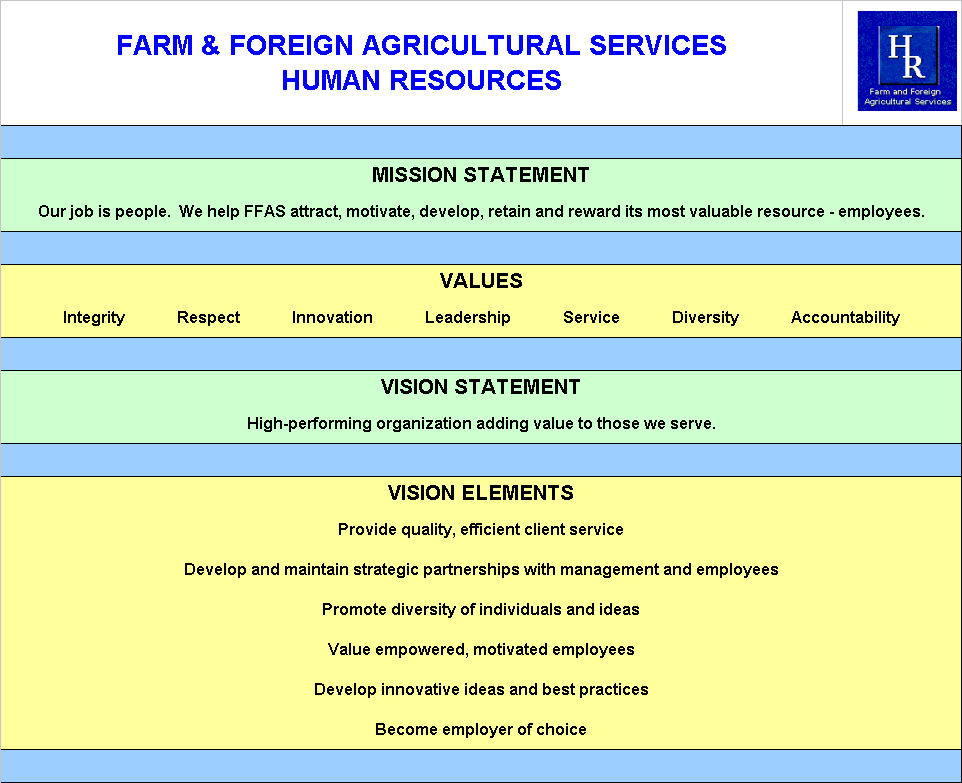 FARM & FOREIGN AGRICULTURAL SERVICES
HUMAN RESOURCES
HR
Farm and Foreign
Agricultural Services
MISSION STATEMENT
Our job is people.  We help FFAS attract, motivate, develop, retain and reward its most valuable resource - employees.
VALUES
Integrity Respect Innovation Leadership Service Diversity Accountability
VISION STATEMENT
High-performing organization adding value to those we serve.
VISION ELEMENTS
Provide quality, efficient client service
Develop and maintain strategic partnerships with management and employees
Promote diversity of individuals and ideas
Value empowered, motivated employees
Develop innovative ideas and best practices
Become employer of choice